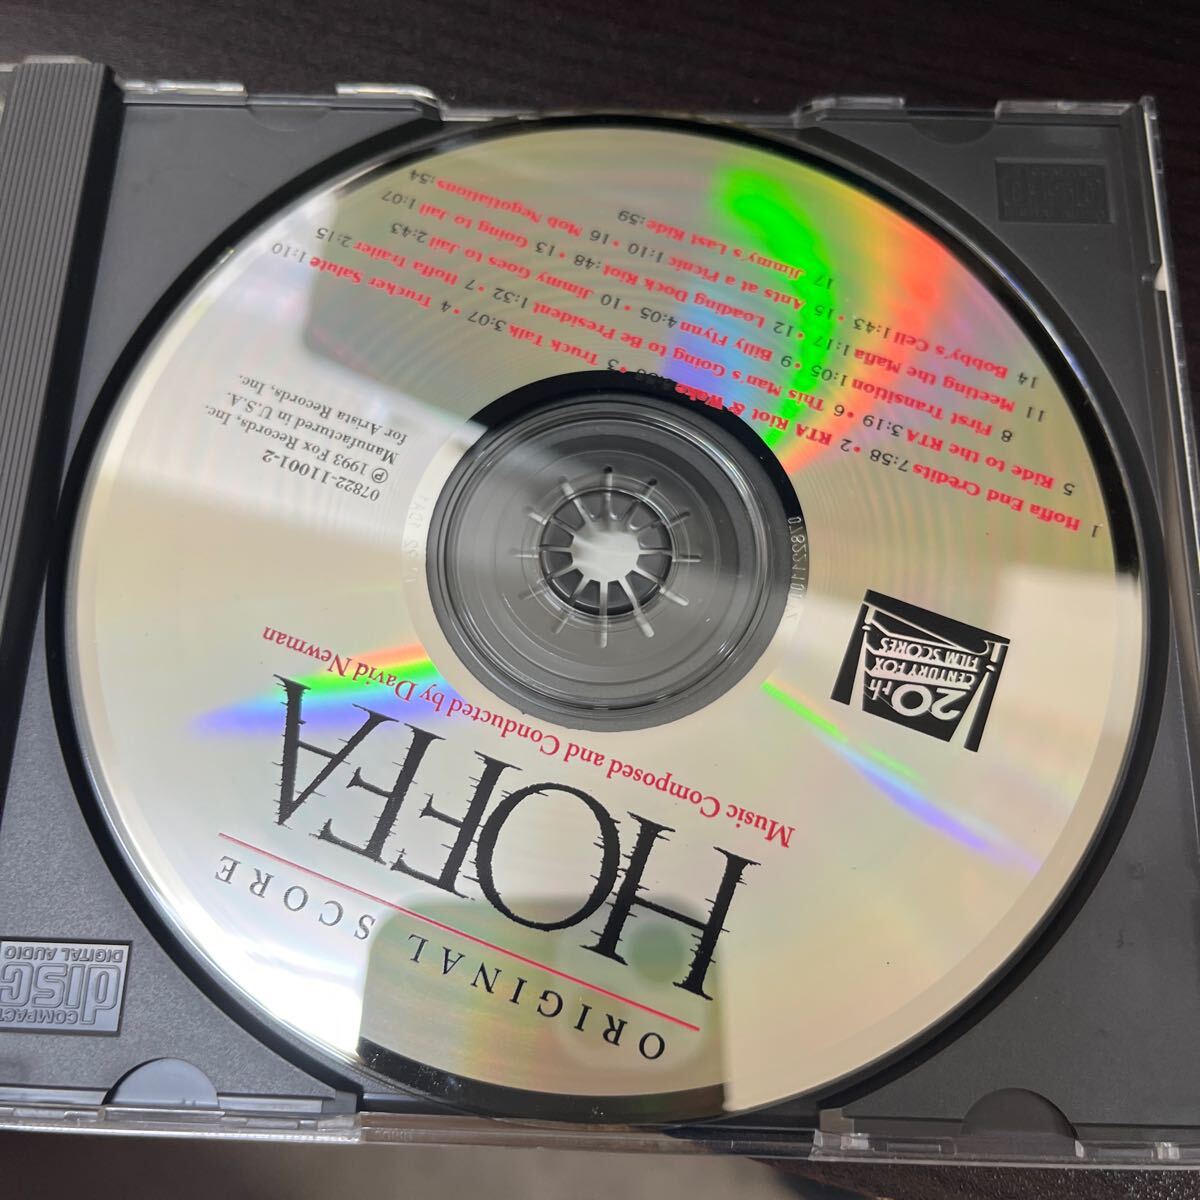 ORIGINAL SCORE
HOFFA
Music Composed and Conducted by David Newman
20th
CENTURY FOX
FILM SCORES
07822-11001-2
℗ 1993 Fox Records, Inc.
Manufactured in U.S.A.
for Arista Records, Inc.
1 Hoffa End Credits 7:58 • 2 RTA Riot & Wake • 3 Truck Talk 3:07 • 4 Trucker Salute 1:10
5 Ride to the RTA 3:19 • 6 This Man's Going to Be President 1:32 • 7 Hoffa Trailer 2:15
8 First Transition 1:05 • 9 Billy Flynn 4:05 • 10 Jimmy Goes to Jail 2:43
11 Meeting the Mafia 1:17 • 12 Loading Dock Riot :48 • 13 Going to Jail 1:07
14 Bobby's Cell 1:43 • 15 Ants at a Picnic 1:10 • 16 Mob Negotiations :54
17 Jimmy's Last Ride :59
COMPACT
disc
DIGITAL AUDIO